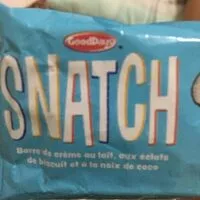 GoodDays
SNATCH
Barre de crème au lait, aux éclats
de biscuit et à la noix de coco